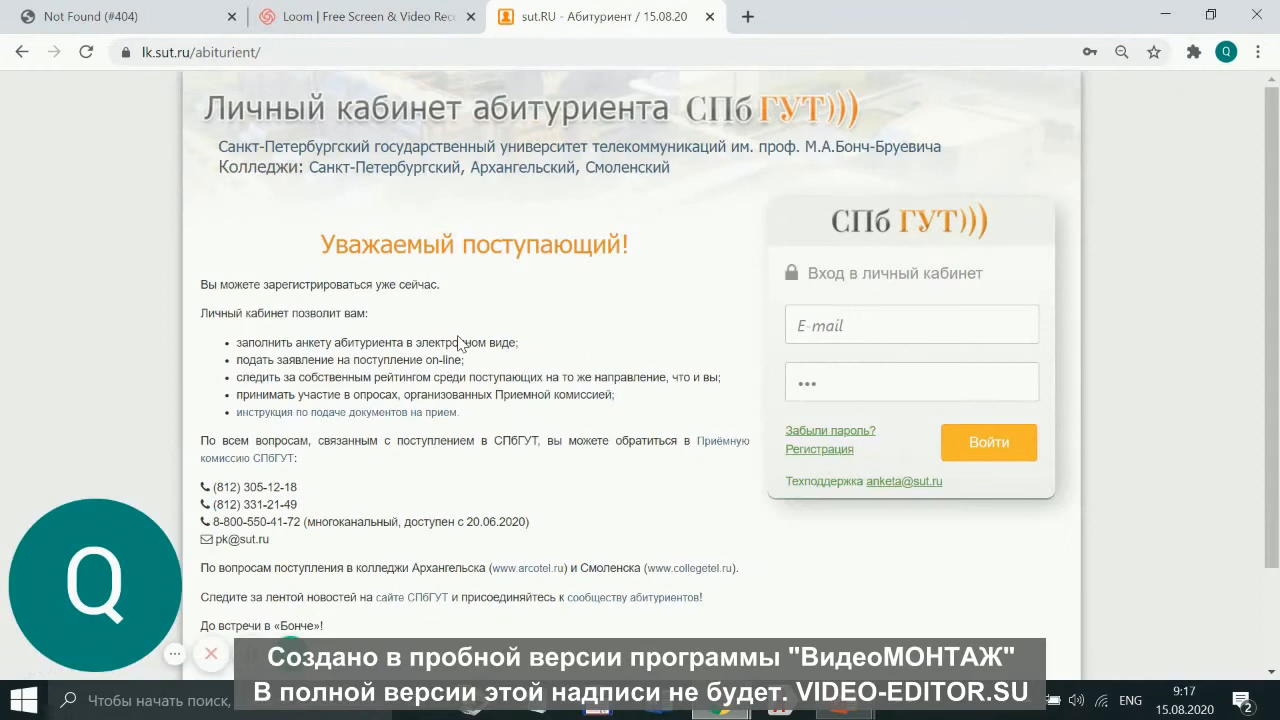 Not Found (#404)
Loom | Free Screen & Video Rec
sut.RU - Абитуриент / 15.08.20
lk.sut.ru/abiturient/
Q
Личный кабинет абитуриента СПб ГУТ)))
Санкт-Петербургский государственный университет телекоммуникаций им. проф. М.А.Бонч-Бруевича
Колледжи: Санкт-Петербургский, Архангельский, Смоленский
Уважаемый поступающий!
Вы можете зарегистрироваться уже сейчас.
Личный кабинет позволит вам:
• заполнить анкету абитуриента в электронном виде;
• подать заявление на поступление on-line;
• следить за собственным рейтингом среди поступающих на то же направление, что и вы;
• принимать участие в опросах, организованных Приемной комиссией;
• инструкция по подаче документов на прием.
По всем вопросам, связанным с поступлением в СПбГУТ, вы можете обратиться в Приёмную
комиссию СПбГУТ:
(812) 305-12-18
(812) 331-21-49
8-800-550-41-72 (многоканальный, доступен с 20.06.2020)
pk@sut.ru
По вопросам поступления в колледжи Архангельска (www.arcotel.ru) и Смоленска (www.collegetel.ru).
Следите за лентой новостей на сайте СПбГУТ и присоединяйтесь к сообществу абитуриентов!
До встречи в «Бонче»!
СПб ГУТ)))
Вход в личный кабинет
E-mail
•••
Забыли пароль?
Регистрация
Войти
Техподдержка anketa@sut.ru
Q
Создано в пробной версии программы "ВидеоМОНТАЖ"
В полной версии этой надписи не будет. VIDEO-EDITOR.SU
Чтобы начать поиск,
ENG
9:17
15.08.2020
2